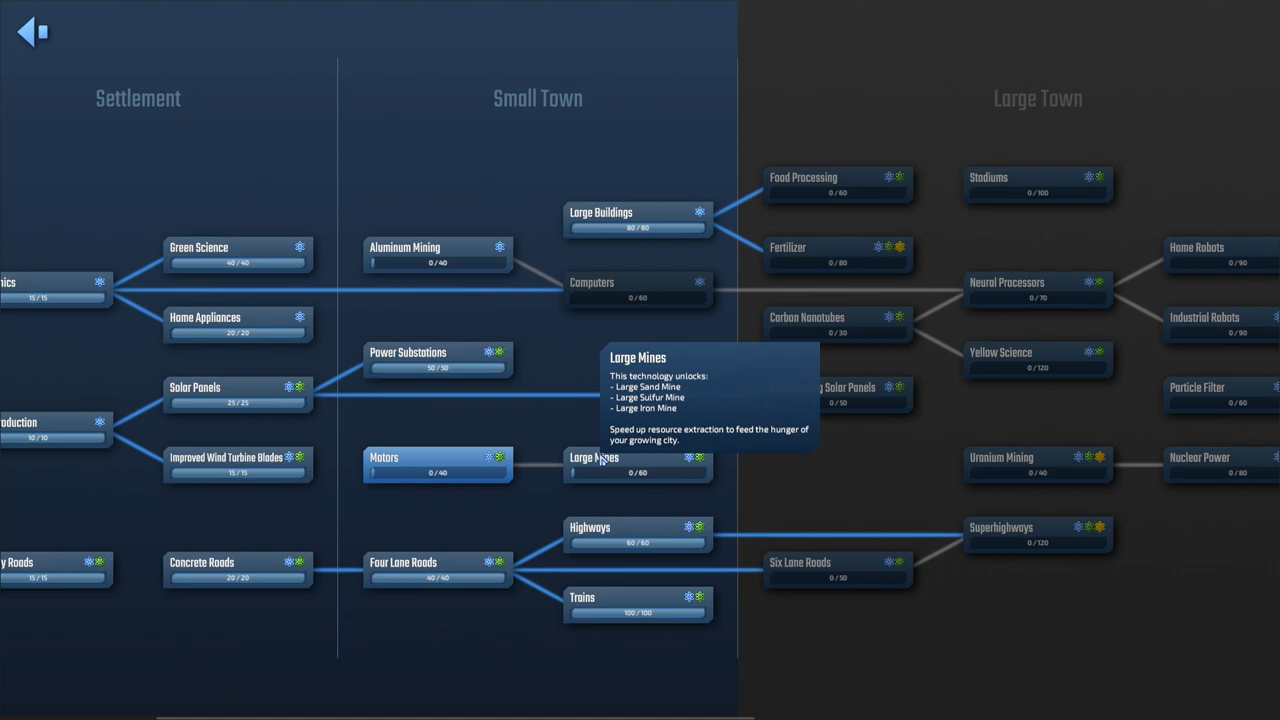 Settlement
Small Town
Large Town
Food Processing
0/60
Stadiums
0/100
Large Buildings
80/80
Green Science
40/40
Aluminum Mining
0/40
Fertilizer
0/80
Home Robots
0/90
nics
15/15
Computers
0/60
Neural Processors
0/70
Home Appliances
20/20
Carbon Nanotubes
0/30
Industrial Robots
0/90
Power Substations
50/50
Large Mines
This technology unlocks:
- Large Sand Mine
- Large Sulfur Mine
- Large Iron Mine
Speed up resource extraction to feed the hunger of
your growing city.
Yellow Science
0/120
Solar Panels
25/25
Solar Panels
0/50
Particle Filter
0/60
oduction
10/10
Improved Wind Turbine Blades
15/15
Motors
0/40
Large Mines
0/60
Uranium Mining
0/40
Nuclear Power
0/80
Highways
60/60
Superhighways
0/120
y Roads
15/15
Concrete Roads
20/20
Four Lane Roads
40/40
Six Lane Roads
0/50
Trains
100/100